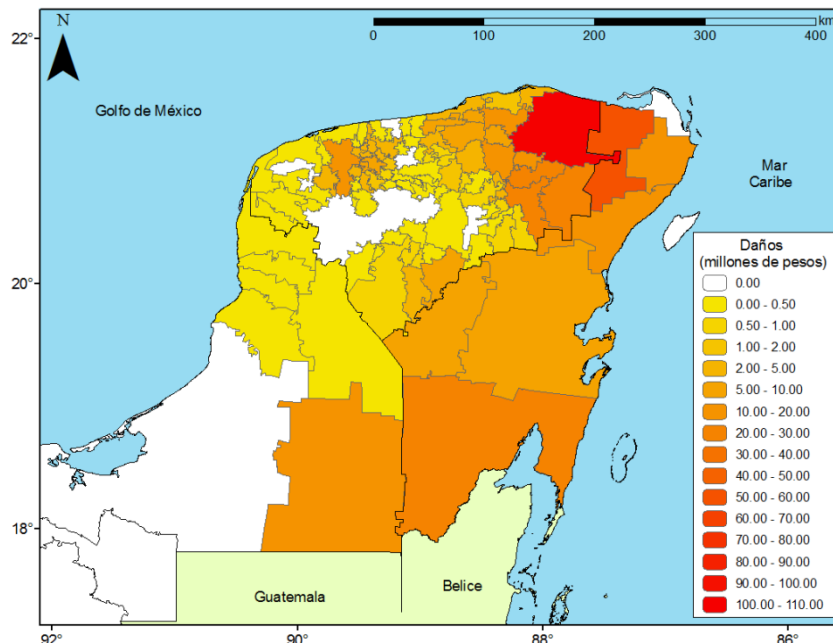 N
0 100 200 300 400 km
22°
Golfo de México
Mar
Caribe
20°
Daños
(millones de pesos)
0.00
0.00 - 0.50
0.50 - 1.00
1.00 - 2.00
2.00 - 5.00
5.00 - 10.00
10.00 - 20.00
20.00 - 30.00
30.00 - 40.00
40.00 - 50.00
50.00 - 60.00
60.00 - 70.00
70.00 - 80.00
80.00 - 90.00
90.00 - 100.00
100.00 - 110.00
18°
Guatemala
Belice
92° 90° 88° 86°